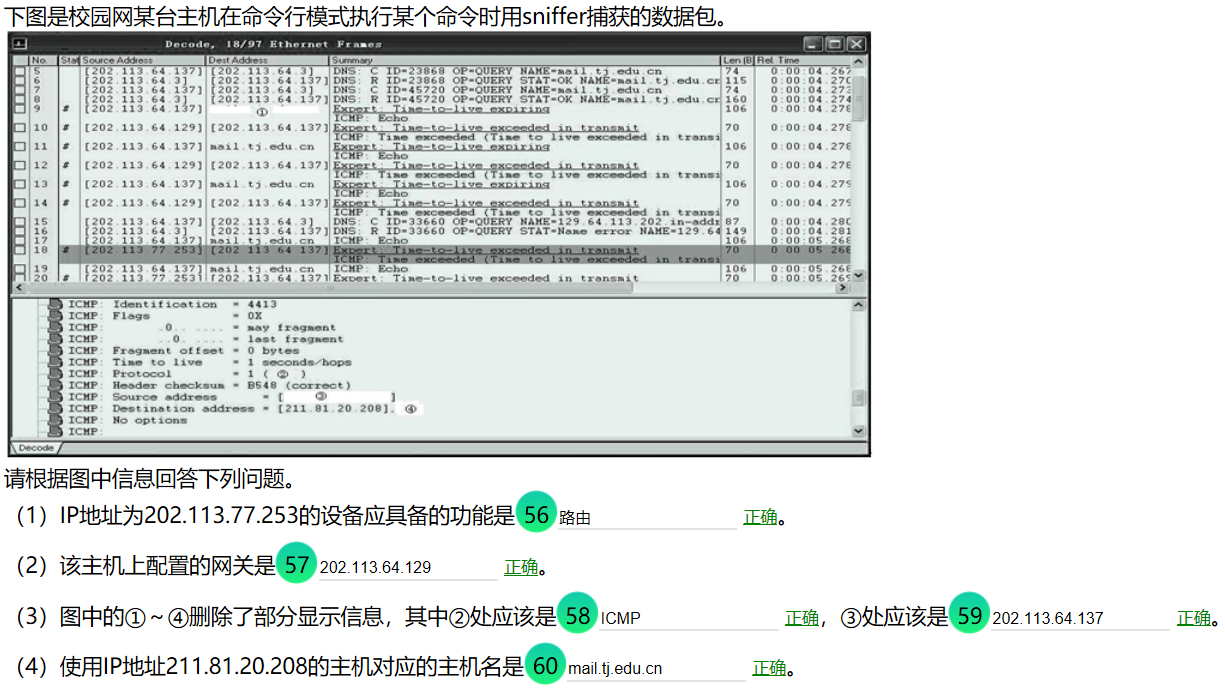 下图是校园网某台主机在命令行模式执行某个命令时用sniffer捕获的数据包。
Decode, 18/97 Ethernet Frames
No. Stat Source Address Dest Address Summary Len (B Rel. Time
5 [202.113.64.137] [202.113.64.3] DNS: C ID=23868 OP=QUERY NAME=mail.tj.edu.cn 74 0:00:04.267
6 [202.113.64.3] [202.113.64.137] DNS: R ID=23868 OP=QUERY STAT=OK NAME=mail.tj.edu.cn 115 0:00:04.270
7 [202.113.64.137] [202.113.64.3] DNS: C ID=45720 OP=QUERY NAME=mail.tj.edu.cn 74 0:00:04.273
8 [202.113.64.3] [202.113.64.137] DNS: R ID=45720 OP=QUERY STAT=OK NAME=mail.tj.edu.cn 160 0:00:04.274
9 # [202.113.64.137] ① Expert: Time-to-live expiring 106 0:00:04.278
ICMP: Echo
10 # [202.113.64.129] [202.113.64.137] Expert: Time-to-live exceeded in transmit 70 0:00:04.278
ICMP: Time exceeded (Time to live exceeded in transi
11 # [202.113.64.137] mail.tj.edu.cn Expert: Time-to-live expiring 106 0:00:04.278
ICMP: Echo
12 # [202.113.64.129] [202.113.64.137] Expert: Time-to-live exceeded in transmit 70 0:00:04.278
ICMP: Time exceeded (Time to live exceeded in transi
13 # [202.113.64.137] mail.tj.edu.cn Expert: Time-to-live expiring 106 0:00:04.279
ICMP: Echo
14 # [202.113.64.129] [202.113.64.137] Expert: Time-to-live exceeded in transmit 70 0:00:04.279
ICMP: Time exceeded (Time to live exceeded in transi
15 [202.113.64.137] [202.113.64.3] DNS: C ID=33660 OP=QUERY NAME=129.64.113.202.in-addr 87 0:00:04.280
16 [202.113.64.3] [202.113.64.137] DNS: R ID=33660 OP=QUERY STAT=Name error NAME=129.64 149 0:00:04.281
17 [202.113.64.137] mail.tj.edu.cn ICMP: Echo 106 0:00:05.268
18 # [202.113.77.253] [202.113.64.137] Expert: Time-to-live exceeded in transmit 70 0:00:05.268
ICMP: Time exceeded (Time to live exceeded in transi
19 [202.113.64.137] mail.tj.edu.cn ICMP: Echo 106 0:00:05.268
20 # [202.113.77.253] [202.113.64.137] Expert: Time-to-live exceeded in transmit 70 0:00:05.269
ICMP: Identification = 4413
ICMP: Flags = 0X
ICMP: .0.. .... = may fragment
ICMP: ..0. .... = last fragment
ICMP: Fragment offset = 0 bytes
ICMP: Time to live = 1 seconds/hops
ICMP: Protocol = 1 ( ② )
ICMP: Header checksum = B548 (correct)
ICMP: Source address = [ ③ ]
ICMP: Destination address = [211.81.20.208], ④
ICMP: No options
ICMP:
Decode
请根据图中信息回答下列问题。
（1）IP地址为202.113.77.253的设备应具备的功能是 56 路由 正确。
（2）该主机上配置的网关是 57 202.113.64.129 正确。
（3）图中的①～④删除了部分显示信息，其中②处应该是 58 ICMP 正确，③处应该是 59 202.113.64.137 正确。
（4）使用IP地址211.81.20.208的主机对应的主机名是 60 mail.tj.edu.cn 正确。